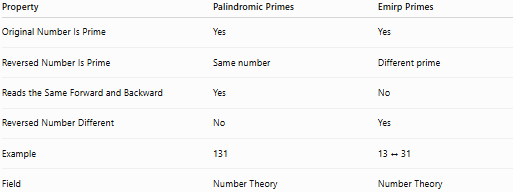 Property Palindromic Primes Emirp Primes
Original Number Is Prime Yes Yes
Reversed Number Is Prime Same number Different prime
Reads the Same Forward and Backward Yes No
Reversed Number Different No Yes
Example 131 13 ↔ 31
Field Number Theory Number Theory